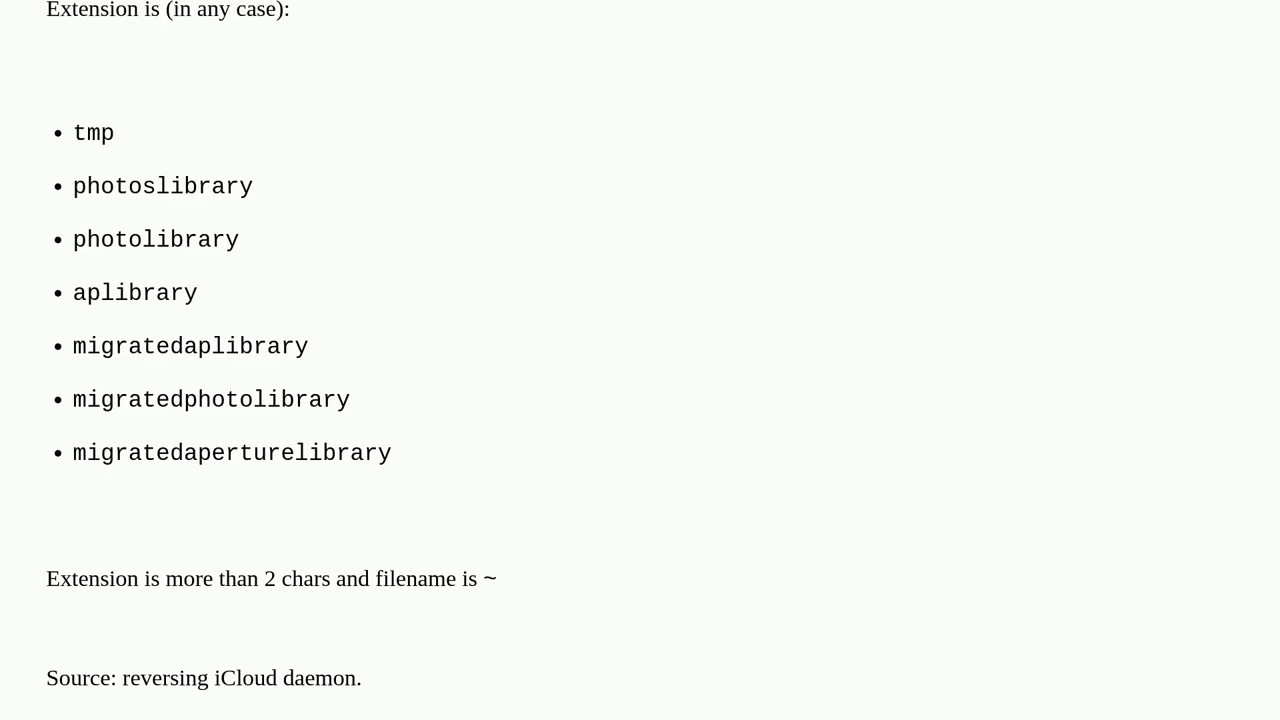 Extension is (in any case):
• tmp
• photoslibrary
• photolibrary
• aplibrary
• migratedaplibrary
• migratedphotolibrary
• migratedaperturelibrary
Extension is more than 2 chars and filename is ~
Source: reversing iCloud daemon.